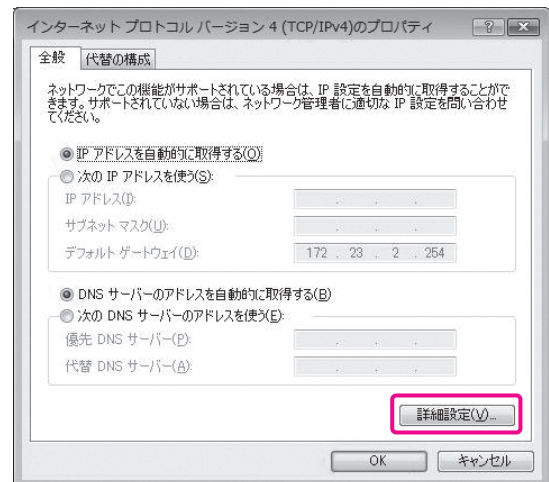 インターネット プロトコル バージョン 4 (TCP/IPv4)のプロパティ
全般
代替の構成
ネットワークでこの機能がサポートされている場合は、IP 設定を自動的に取得することがで
きます。サポートされていない場合は、ネットワーク管理者に適切な IP 設定を問い合わせ
てください。
IP アドレスを自動的に取得する(O)
次の IP アドレスを使う(S):
IP アドレス(I):
サブネット マスク(U):
デフォルト ゲートウェイ(D):
172 . 23 . 2 . 254
DNS サーバーのアドレスを自動的に取得する(B)
次の DNS サーバーのアドレスを使う(E):
優先 DNS サーバー(P):
代替 DNS サーバー(A):
詳細設定(V)...
OK
キャンセル